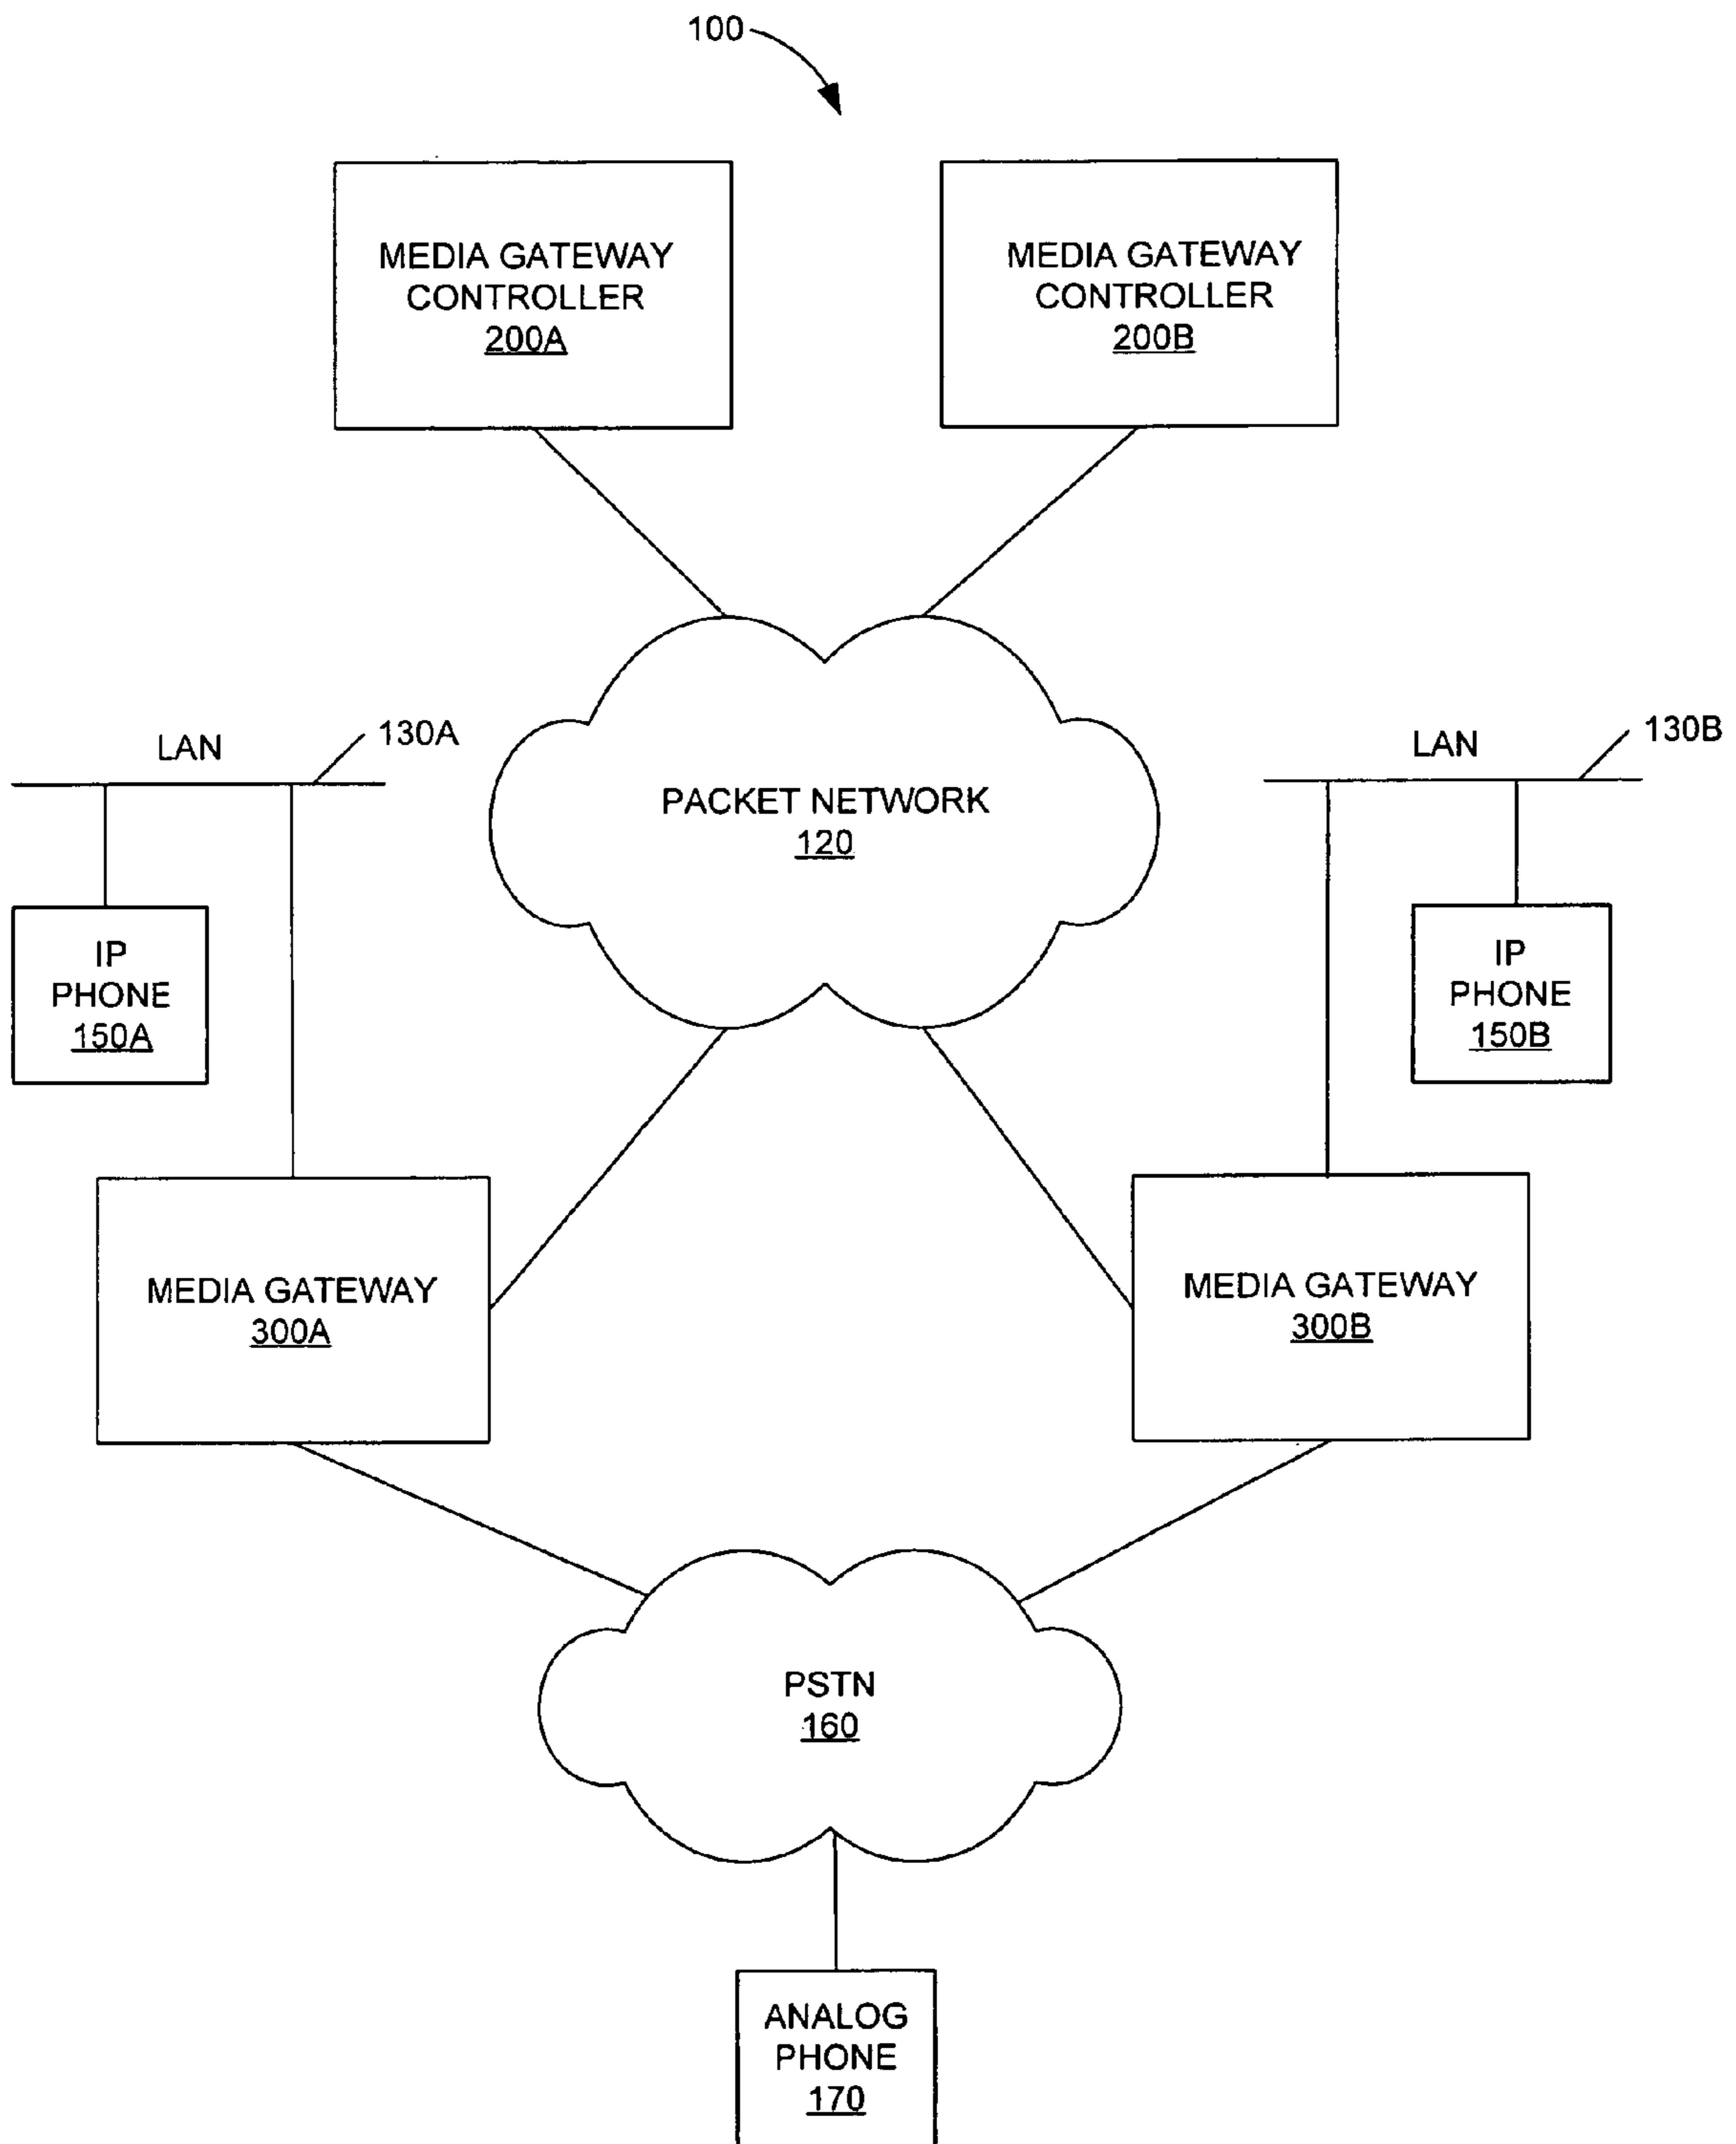 100
MEDIA GATEWAY
CONTROLLER
200A
MEDIA GATEWAY
CONTROLLER
200B
LAN
130A
PACKET NETWORK
120
LAN
130B
IP
PHONE
150A
IP
PHONE
150B
MEDIA GATEWAY
300A
MEDIA GATEWAY
300B
PSTN
160
ANALOG
PHONE
170